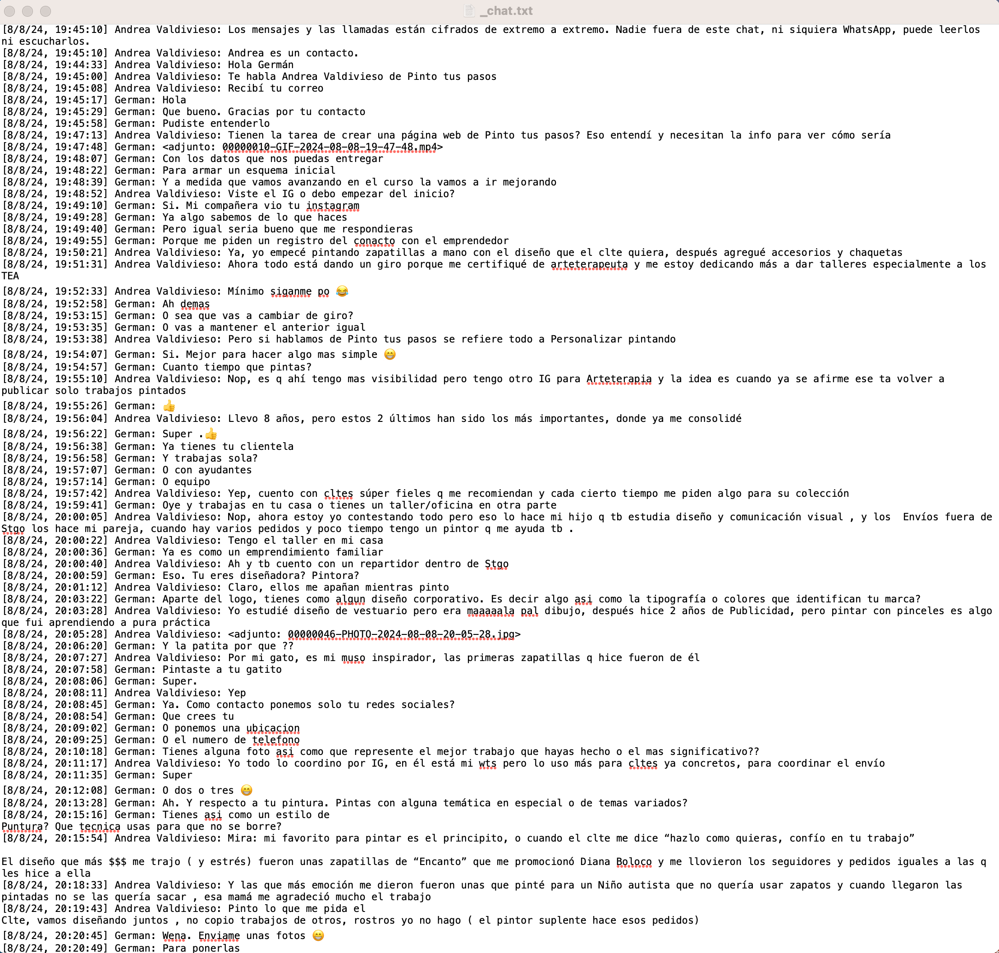 _chat.txt
[8/8/24, 19:45:10] Andrea Valdivieso: Los mensajes y las llamadas están cifrados de extremo a extremo. Nadie fuera de este chat, ni siquiera WhatsApp, puede leerlos
ni escucharlos.
[8/8/24, 19:45:10] Andrea Valdivieso: Andrea es un contacto.
[8/8/24, 19:44:33] Andrea Valdivieso: Hola Germán
[8/8/24, 19:45:00] Andrea Valdivieso: Te habla Andrea Valdivieso de Pinto tus pasos
[8/8/24, 19:45:08] Andrea Valdivieso: Recibí tu correo
[8/8/24, 19:45:17] German: Hola
[8/8/24, 19:45:29] German: Que bueno. Gracias por tu contacto
[8/8/24, 19:45:58] German: Pudiste entenderlo
[8/8/24, 19:47:13] Andrea Valdivieso: Tienen la tarea de crear una página web de Pinto tus pasos? Eso entendí y necesitan la info para ver cómo sería
[8/8/24, 19:47:48] German: <adjunto: 00000010-GIF-2024-08-08-19-47-48.mp4>
[8/8/24, 19:48:07] German: Con los datos que nos puedas entregar
[8/8/24, 19:48:22] German: Para armar un esquema inicial
[8/8/24, 19:48:39] German: Y a medida que vamos avanzando en el curso la vamos a ir mejorando
[8/8/24, 19:48:52] Andrea Valdivieso: Viste el IG o debo empezar del inicio?
[8/8/24, 19:49:10] German: Si. Mi compañera vio tu instagram
[8/8/24, 19:49:28] German: Ya algo sabemos de lo que haces
[8/8/24, 19:49:40] German: Pero igual seria bueno que me respondieras
[8/8/24, 19:49:55] German: Porque me piden un registro del conacto con el emprendedor
[8/8/24, 19:50:21] Andrea Valdivieso: Ya, yo empecé pintando zapatillas a mano con el diseño que el clte quiera, después agregué accesorios y chaquetas
[8/8/24, 19:51:31] Andrea Valdivieso: Ahora todo está dando un giro porque me certifiqué de arteterapeuta y me estoy dedicando más a dar talleres especialmente a los
TEA
[8/8/24, 19:52:33] Andrea Valdivieso: Mínimo siganme po 😂
[8/8/24, 19:52:58] German: Ah demas
[8/8/24, 19:53:15] German: O sea que vas a cambiar de giro?
[8/8/24, 19:53:35] German: O vas a mantener el anterior igual
[8/8/24, 19:53:38] Andrea Valdivieso: Pero si hablamos de Pinto tus pasos se refiere todo a Personalizar pintando
[8/8/24, 19:54:07] German: Si. Mejor para hacer algo mas simple 😁
[8/8/24, 19:54:57] German: Cuanto tiempo que pintas?
[8/8/24, 19:55:10] Andrea Valdivieso: Nop, es q ahí tengo mas visibilidad pero tengo otro IG para Arteterapia y la idea es cuando ya se afirme ese ta volver a
publicar solo trabajos pintados
[8/8/24, 19:55:26] German: 👍
[8/8/24, 19:56:04] Andrea Valdivieso: Llevo 8 años, pero estos 2 últimos han sido los más importantes, donde ya me consolidé
[8/8/24, 19:56:22] German: Super .👍
[8/8/24, 19:56:38] German: Ya tienes tu clientela
[8/8/24, 19:56:58] German: Y trabajas sola?
[8/8/24, 19:57:07] German: O con ayudantes
[8/8/24, 19:57:14] German: O equipo
[8/8/24, 19:57:42] Andrea Valdivieso: Yep, cuento con cltes súper fieles q me recomiendan y cada cierto tiempo me piden algo para su colección
[8/8/24, 19:59:41] German: Oye y trabajas en tu casa o tienes un taller/oficina en otra parte
[8/8/24, 20:00:05] Andrea Valdivieso: Nop, ahora estoy yo contestando todo pero eso lo hace mi hijo q tb estudia diseño y comunicación visual , y los  Envíos fuera de
Stgo los hace mi pareja, cuando hay varios pedidos y poco tiempo tengo un pintor q me ayuda tb .
[8/8/24, 20:00:22] Andrea Valdivieso: Tengo el taller en mi casa
[8/8/24, 20:00:36] German: Ya es como un emprendimiento familiar
[8/8/24, 20:00:40] Andrea Valdivieso: Ah y tb cuento con un repartidor dentro de Stgo
[8/8/24, 20:00:59] German: Eso. Tu eres diseñadora? Pintora?
[8/8/24, 20:01:12] Andrea Valdivieso: Claro, ellos me apañan mientras pinto
[8/8/24, 20:03:22] German: Aparte del logo, tienes como algun diseño corporativo. Es decir algo asi como la tipografía o colores que identifican tu marca?
[8/8/24, 20:03:28] Andrea Valdivieso: Yo estudié diseño de vestuario pero era maaaaala pal dibujo, después hice 2 años de Publicidad, pero pintar con pinceles es algo
que fui aprendiendo a pura práctica
[8/8/24, 20:05:28] Andrea Valdivieso: <adjunto: 00000046-PHOTO-2024-08-08-20-05-28.jpg>
[8/8/24, 20:06:20] German: Y la patita por que ??
[8/8/24, 20:07:27] Andrea Valdivieso: Por mi gato, es mi muso inspirador, las primeras zapatillas q hice fueron de él
[8/8/24, 20:07:58] German: Pintaste a tu gatito
[8/8/24, 20:08:06] German: Super.
[8/8/24, 20:08:11] Andrea Valdivieso: Yep
[8/8/24, 20:08:45] German: Ya. Como contacto ponemos solo tu redes sociales?
[8/8/24, 20:08:54] German: Que crees tu
[8/8/24, 20:09:02] German: O ponemos una ubicacion
[8/8/24, 20:09:25] German: O el numero de telefono
[8/8/24, 20:10:18] German: Tienes alguna foto asi como que represente el mejor trabajo que hayas hecho o el mas significativo??
[8/8/24, 20:11:17] Andrea Valdivieso: Yo todo lo coordino por IG, en él está mi wts pero lo uso más para cltes ya concretos, para coordinar el envío
[8/8/24, 20:11:35] German: Super
[8/8/24, 20:12:08] German: O dos o tres 😁
[8/8/24, 20:13:28] German: Ah. Y respecto a tu pintura. Pintas con alguna temática en especial o de temas variados?
[8/8/24, 20:15:16] German: Tienes asi como un estilo de
Puntura? Que tecnica usas para que no se borre?
[8/8/24, 20:15:54] Andrea Valdivieso: Mira: mi favorito para pintar es el principito, o cuando el clte me dice “hazlo como quieras, confío en tu trabajo”
El diseño que más $$$ me trajo ( y estrés) fueron unas zapatillas de “Encanto” que me promocionó Diana Boloco y me llovieron los seguidores y pedidos iguales a las q
les hice a ella
[8/8/24, 20:18:33] Andrea Valdivieso: Y las que más emoción me dieron fueron unas que pinté para un Niño autista que no quería usar zapatos y cuando llegaron las
pintadas no se las quería sacar , esa mamá me agradeció mucho el trabajo
[8/8/24, 20:19:43] Andrea Valdivieso: Pinto lo que me pida el
Clte, vamos diseñando juntos , no copio trabajos de otros, rostros yo no hago ( el pintor suplente hace esos pedidos)
[8/8/24, 20:20:45] German: Wena. Enviame unas fotos 😁
[8/8/24, 20:20:49] German: Para ponerlas